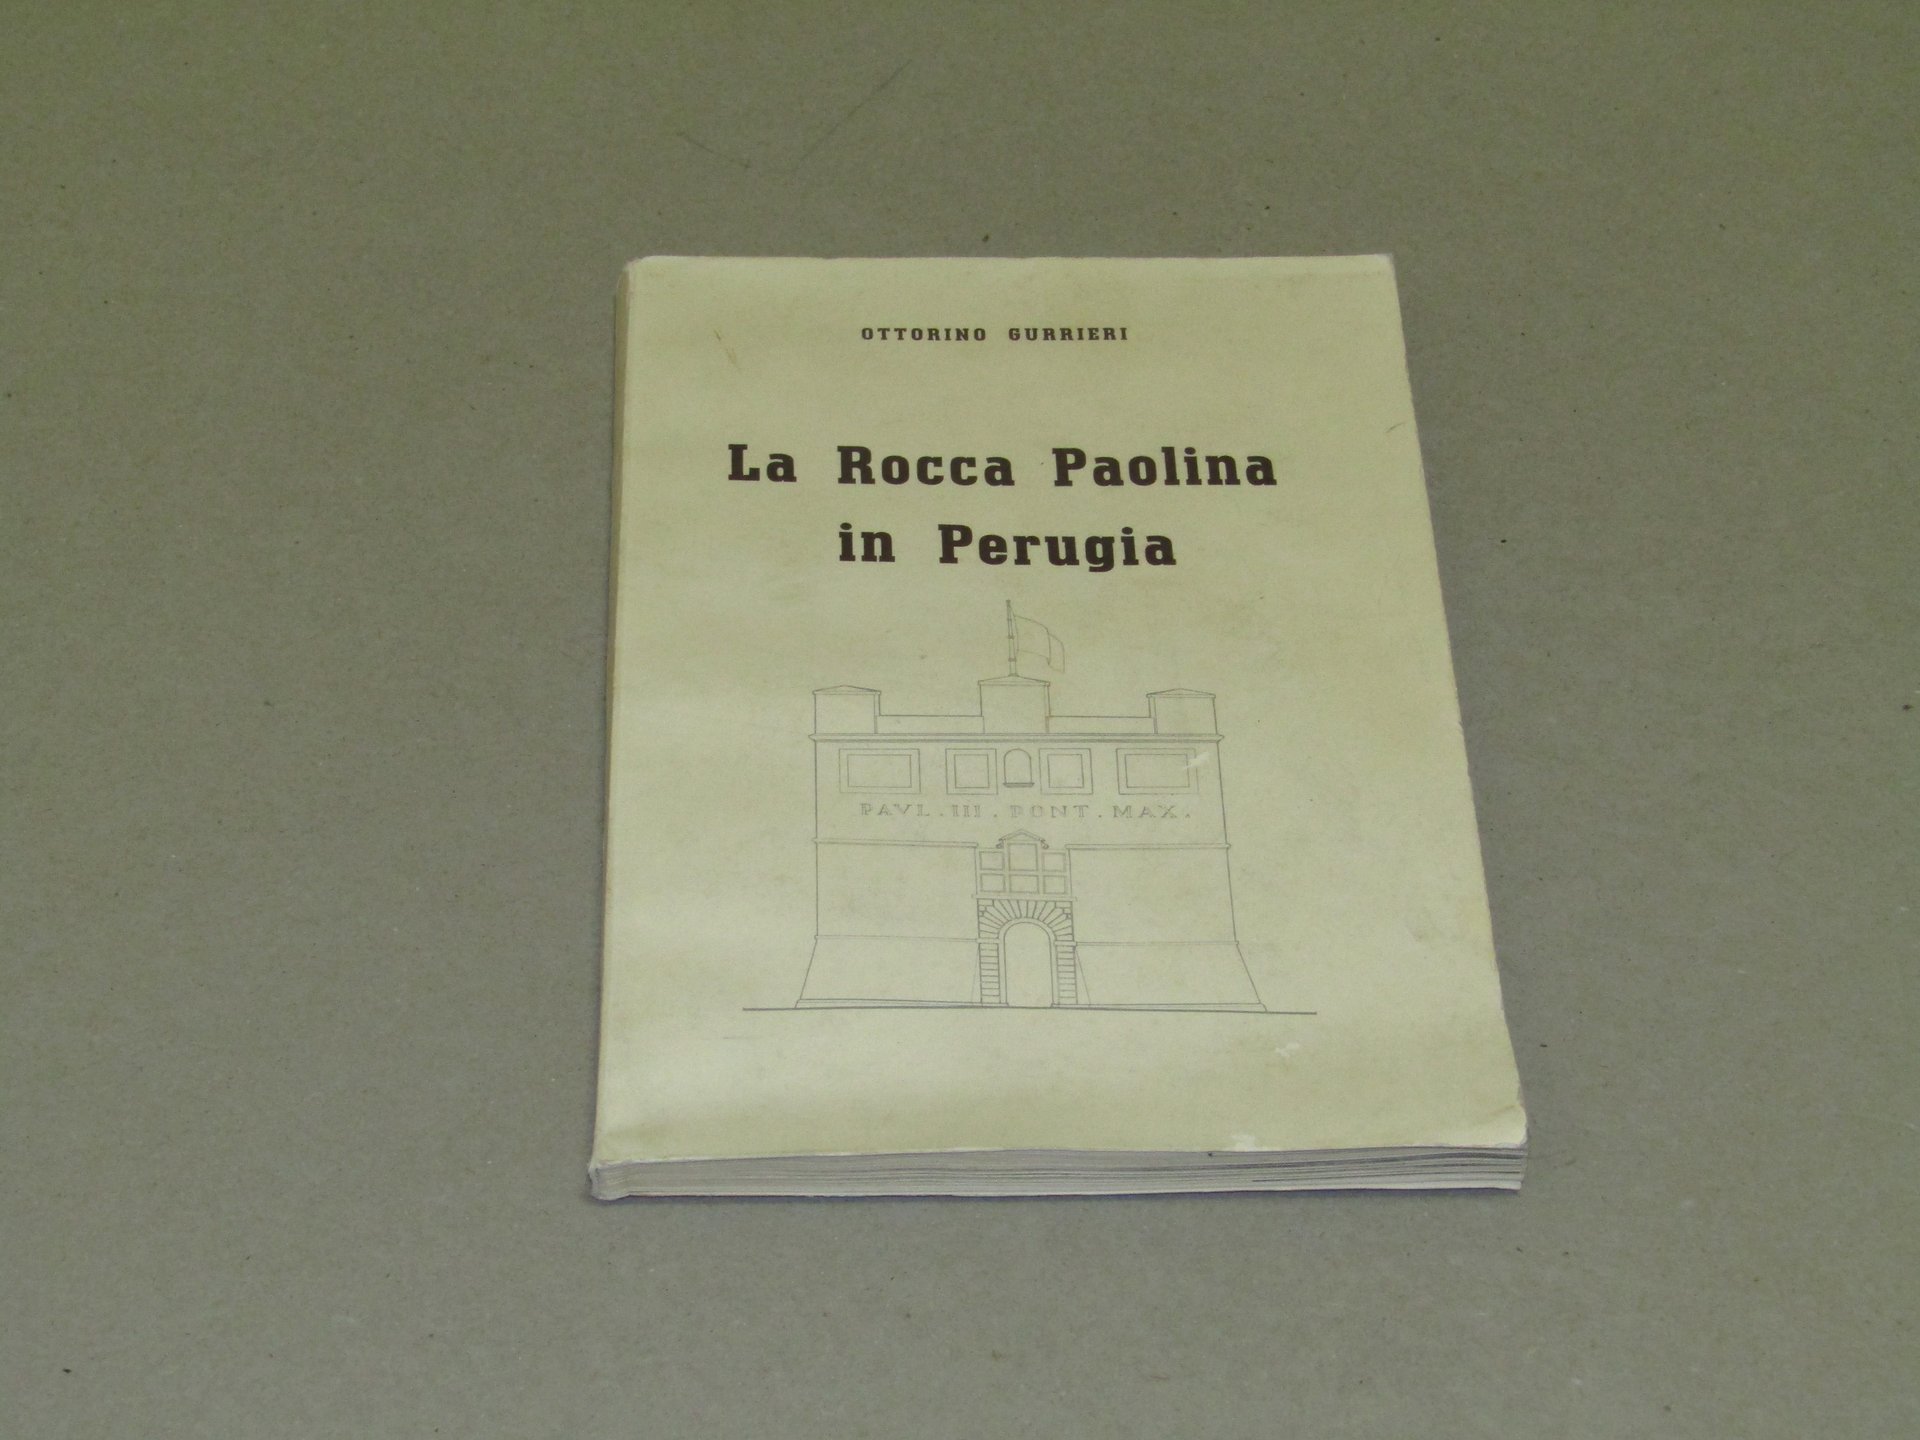 OTTORINO GURRIERI
La Rocca Paolina
in Perugia
PAVL . III . PONT . MAX .